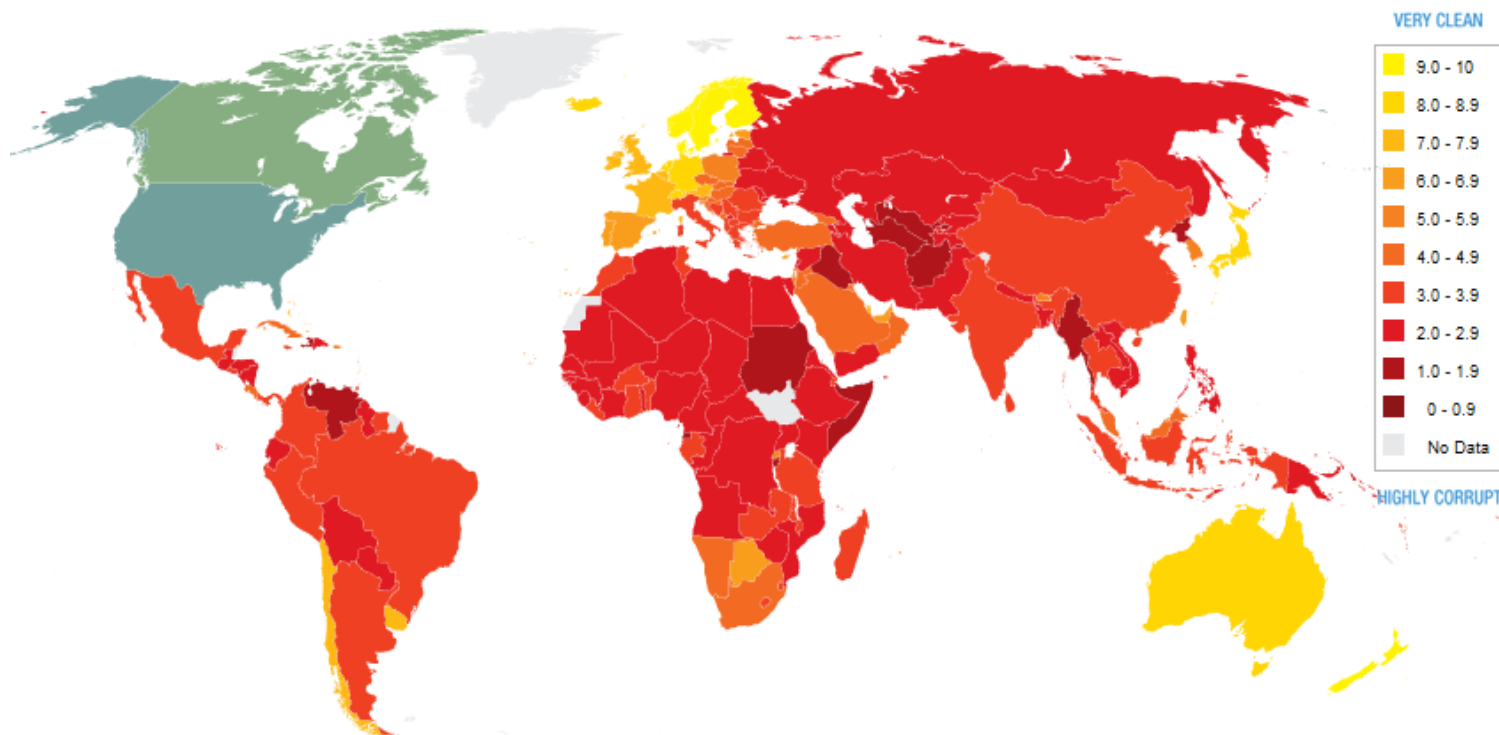 VERY CLEAN
9.0 - 10
8.0 - 8.9
7.0 - 7.9
6.0 - 6.9
5.0 - 5.9
4.0 - 4.9
3.0 - 3.9
2.0 - 2.9
1.0 - 1.9
0 - 0.9
No Data
HIGHLY CORRUPT